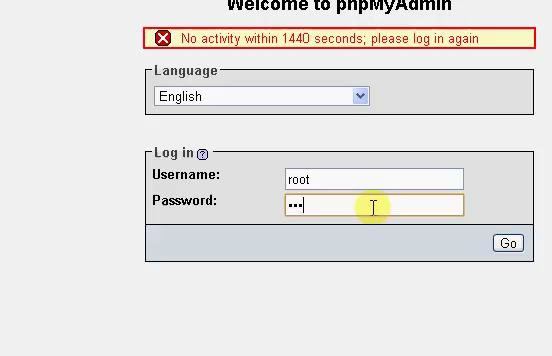 Welcome to phpMyAdmin
No activity within 1440 seconds; please log in again
Language
English
Log in ?
Username:
root
Password:
•••
Go